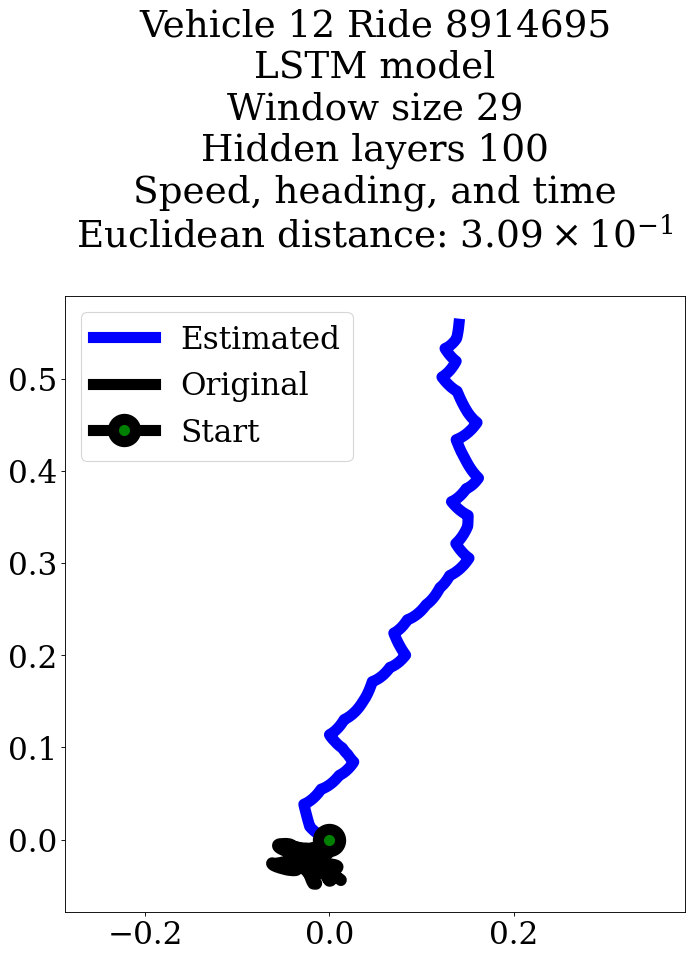 Vehicle 12 Ride 8914695
LSTM model
Window size 29
Hidden layers 100
Speed, heading, and time
Euclidean distance: 3.09 × 10⁻¹
Estimated
Original
Start
0.5
0.4
0.3
0.2
0.1
0.0
−0.2
0.0
0.2